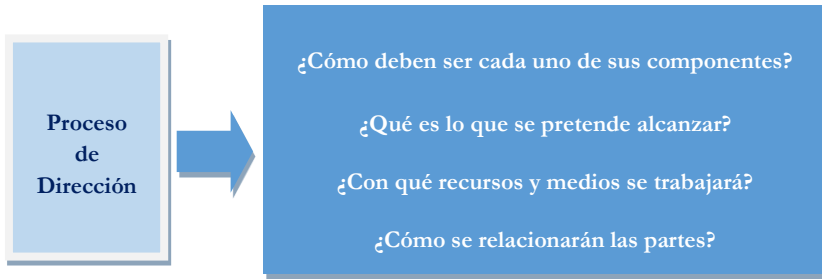 Proceso
de
Dirección
¿Cómo deben ser cada uno de sus componentes?
¿Qué es lo que se pretende alcanzar?
¿Con qué recursos y medios se trabajará?
¿Cómo se relacionarán las partes?